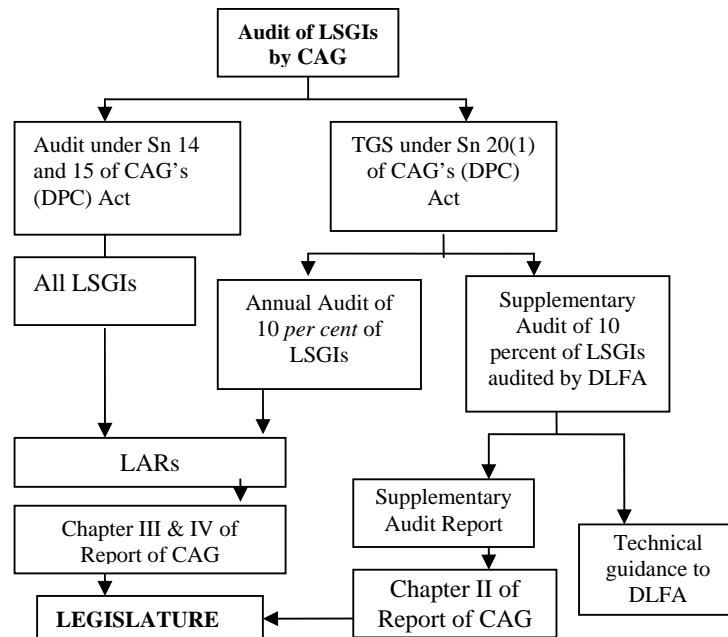 Audit of LSGIs
by CAG
Audit under Sn 14
and 15 of CAG's
(DPC) Act
TGS under Sn 20(1)
of CAG's (DPC)
Act
All LSGIs
Annual Audit of
10 per cent of
LSGIs
Supplementary
Audit of 10
percent of LSGIs
audited by DLFA
LARs
Supplementary
Audit Report
Technical
guidance to
DLFA
Chapter III & IV of
Report of CAG
Chapter II of
Report of CAG
LEGISLATURE